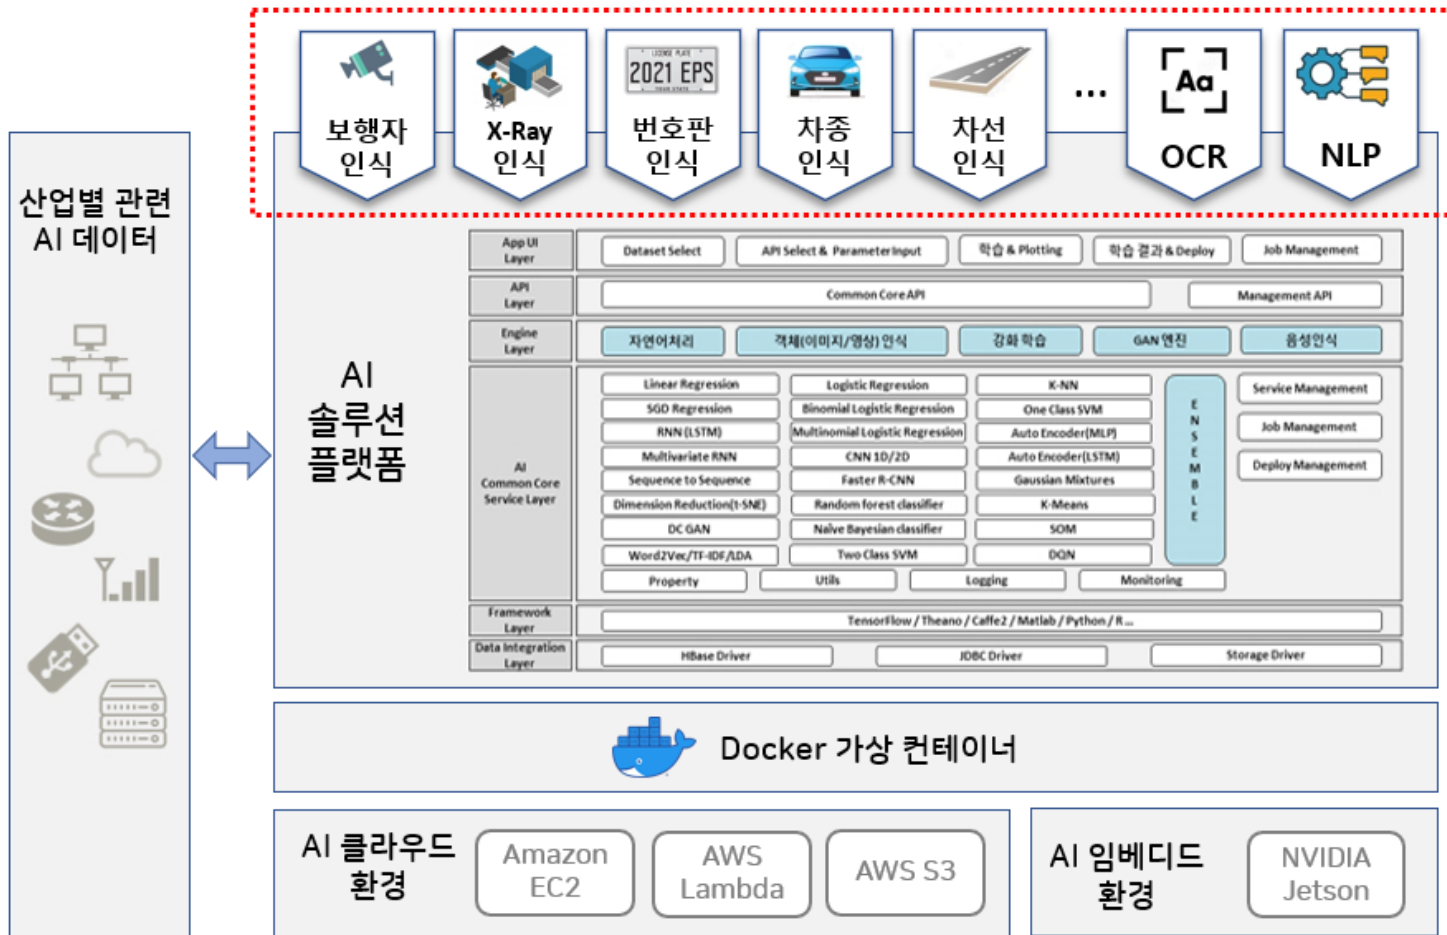 보행자
인식
X-Ray
인식
LICENSE PLATE
2021 EPS
번호판
인식
차종
인식
차선
인식
...
Aa
OCR
NLP
산업별 관련
AI 데이터
AI
솔루션
플랫폼
App UI
Layer
Dataset Select
API Select & Parameter Input
학습 & Plotting
학습 결과 & Deploy
Job Management
API
Layer
Common Core API
Management API
Engine
Layer
자연어처리
객체(이미지/영상) 인식
강화 학습
GAN 엔진
음성인식
AI
Common Core
Service Layer
Linear Regression
Logistic Regression
K-NN
SGD Regression
Binomial Logistic Regression
One Class SVM
RNN (LSTM)
Multinomial Logistic Regression
Auto Encoder(MLP)
Multivariate RNN
CNN 1D/2D
Auto Encoder(LSTM)
Sequence to Sequence
Faster R-CNN
Gaussian Mixtures
Dimension Reduction(t-SNE)
Random forest classifier
K-Means
DC GAN
Naïve Bayesian classifier
SOM
Word2Vec/TF-IDF/LDA
Two Class SVM
DQN
ENSEMBLE
Service Management
Job Management
Deploy Management
Property
Utils
Logging
Monitoring
Framework
Layer
TensorFlow / Theano / Caffe2 / Matlab / Python / R ...
Data Integration
Layer
HBase Driver
JDBC Driver
Storage Driver
Docker 가상 컨테이너
AI 클라우드
환경
Amazon
EC2
AWS
Lambda
AWS S3
AI 임베디드
환경
NVIDIA
Jetson